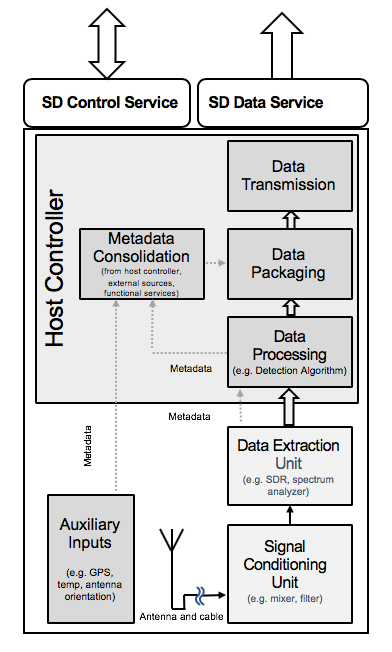 SD Control Service
SD Data Service
Host Controller
Data
Transmission
Metadata
Consolidation
(from host controller,
external sources,
functional services)
Data
Packaging
Data
Processing
(e.g. Detection Algorithm)
Metadata
Metadata
Metadata
Data Extraction
Unit
(e.g. SDR, spectrum
analyzer)
Auxiliary
Inputs
(e.g. GPS,
temp, antenna
orientation)
Signal
Conditioning
Unit
(e.g. mixer, filter)
Antenna and cable